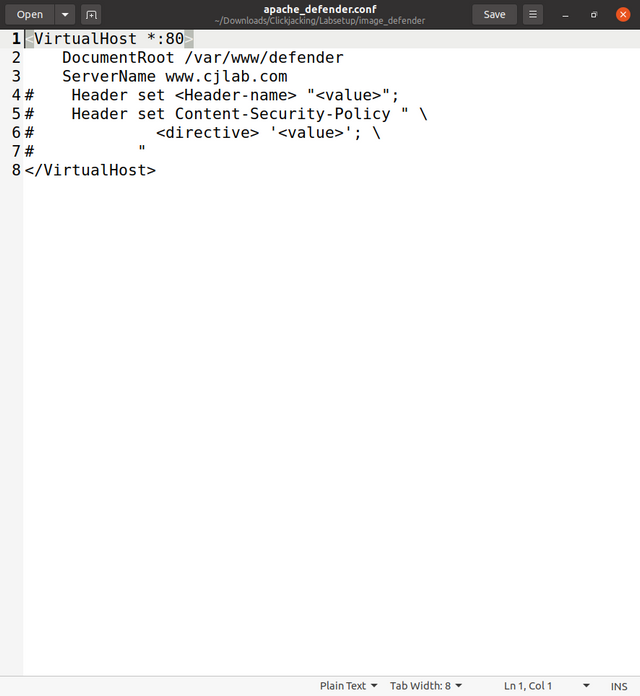 Open
apache_defender.conf
~/Downloads/Clickjacking/Labsetup/image_defender
Save
1 <VirtualHost *:80>
2     DocumentRoot /var/www/defender
3     ServerName www.cjlab.com
4 #    Header set <Header-name> "<value>";
5 #    Header set Content-Security-Policy " \
6 #             <directive> '<value>'; \
7 #           "
8 </VirtualHost>
Plain Text Tab Width: 8 Ln 1, Col 1 INS